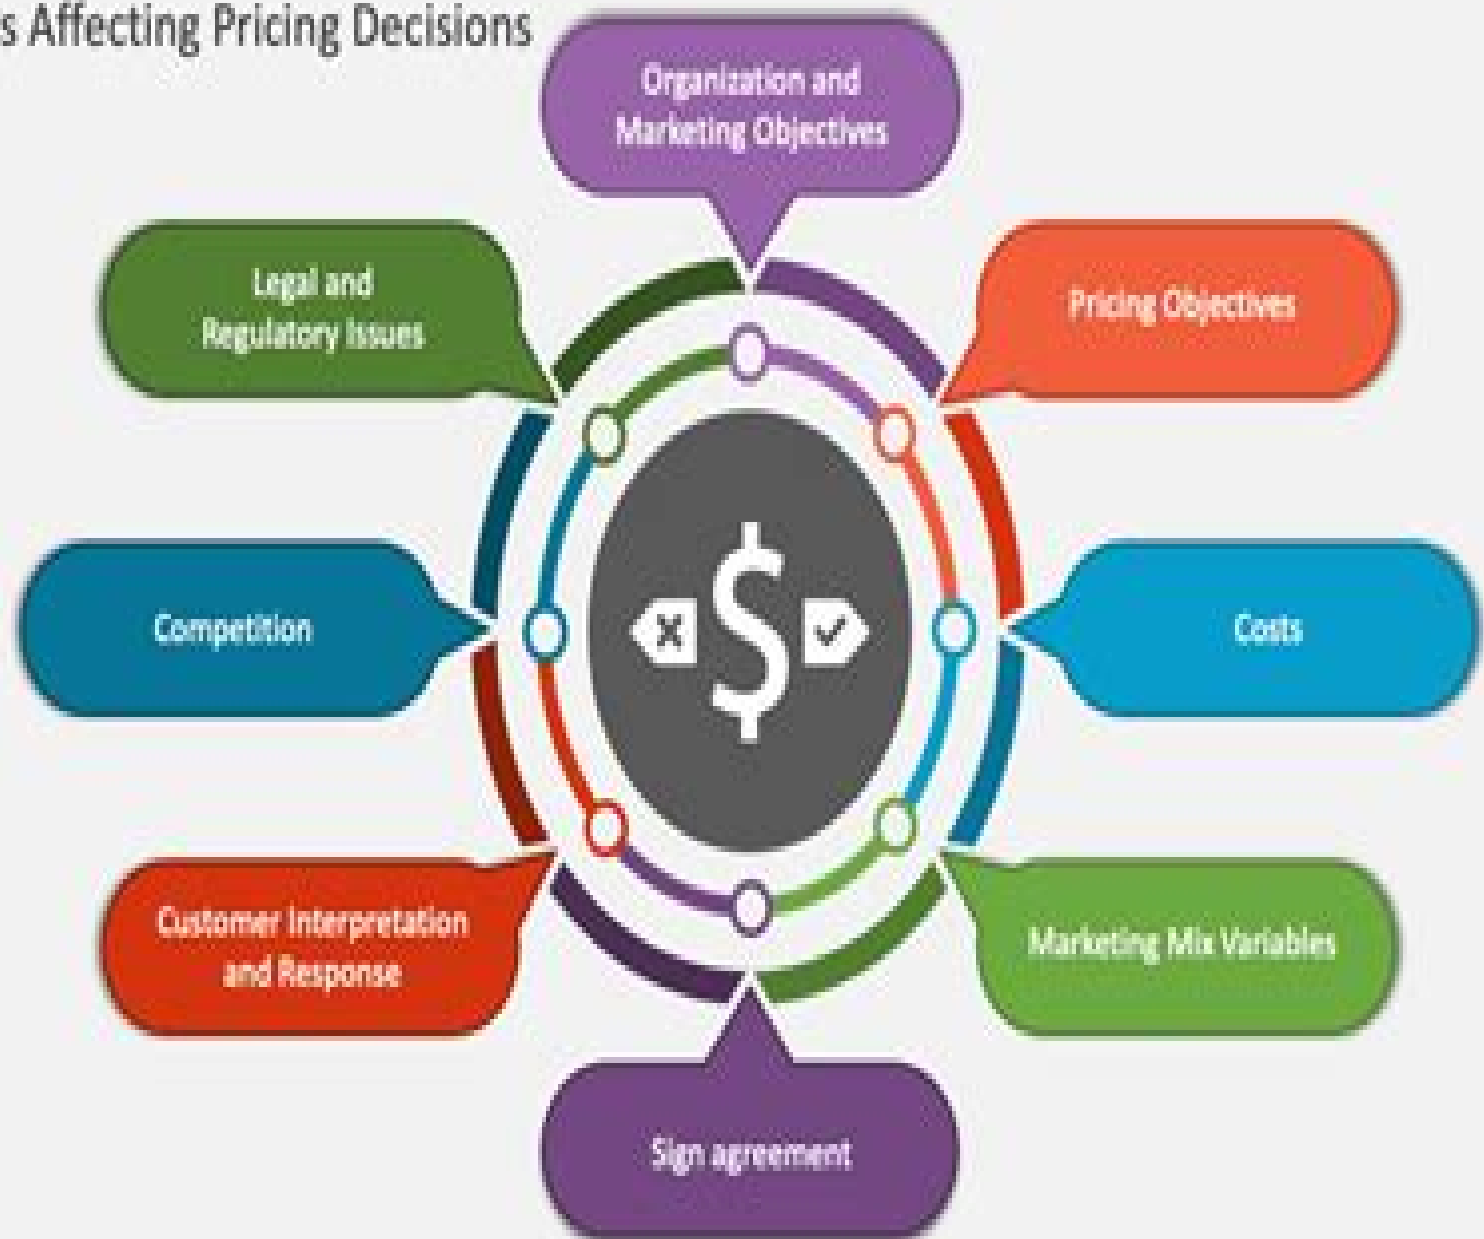 s Affecting Pricing Decisions
Organization and
Marketing Objectives
Legal and
Regulatory Issues
Pricing Objectives
Competition
$
Costs
Customer Interpretation
and Response
Marketing Mix Variables
Sign agreement